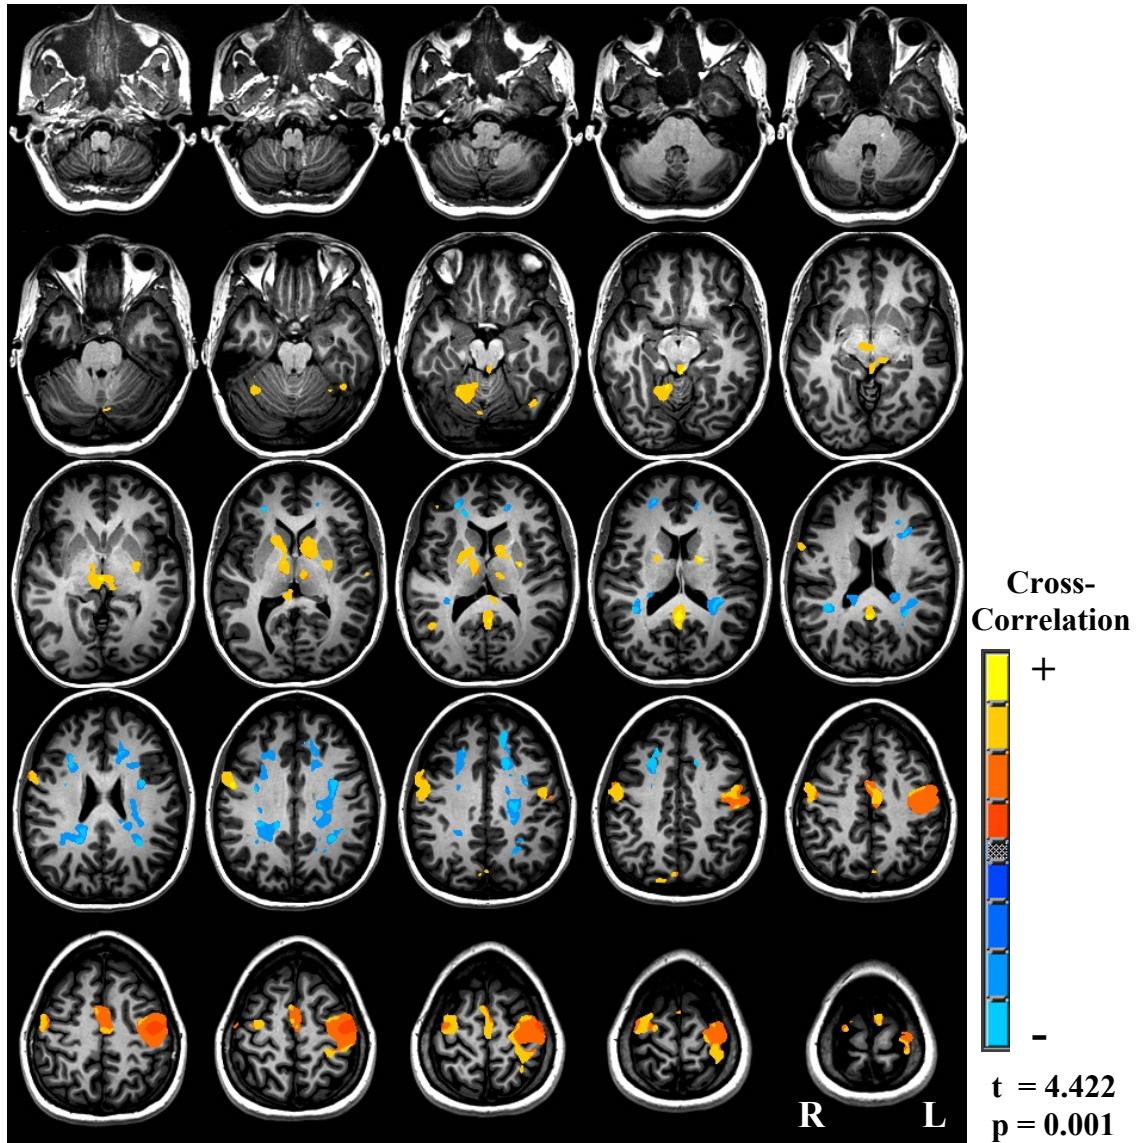 Cross-
Correlation
+
-
t = 4.422
p = 0.001
R L